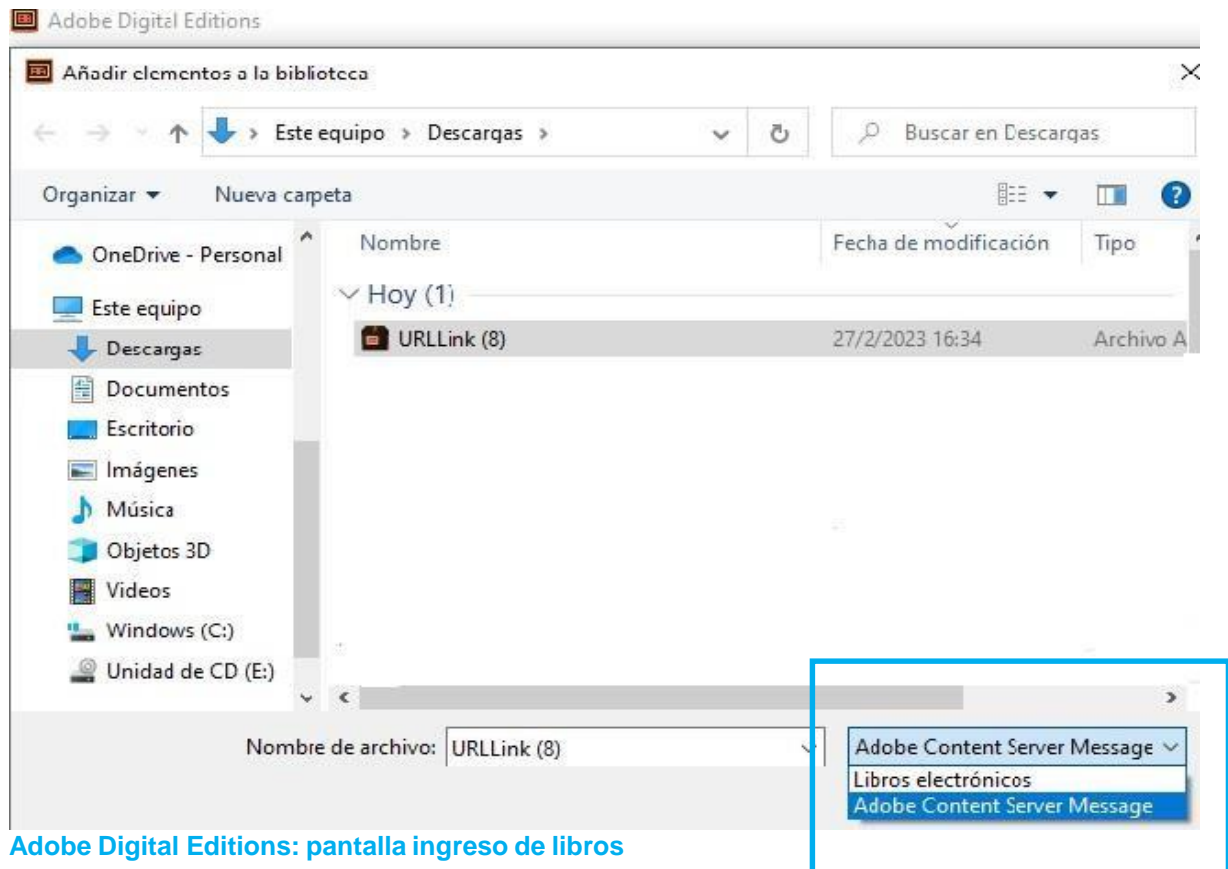 Adobe Digital Editions
Añadir elementos a la biblioteca
Este equipo > Descargas >
Buscar en Descargas
Organizar
Nueva carpeta
OneDrive - Personal
Este equipo
Descargas
Documentos
Escritorio
Imágenes
Música
Objetos 3D
Videos
Windows (C:)
Unidad de CD (E:)
Nombre
Fecha de modificación
Tipo
Hoy (1)
URLLink (8)
27/2/2023 16:34
Archivo A
Nombre de archivo:
URLLink (8)
Adobe Content Server Message
Libros electrónicos
Adobe Content Server Message
Adobe Digital Editions: pantalla ingreso de libros